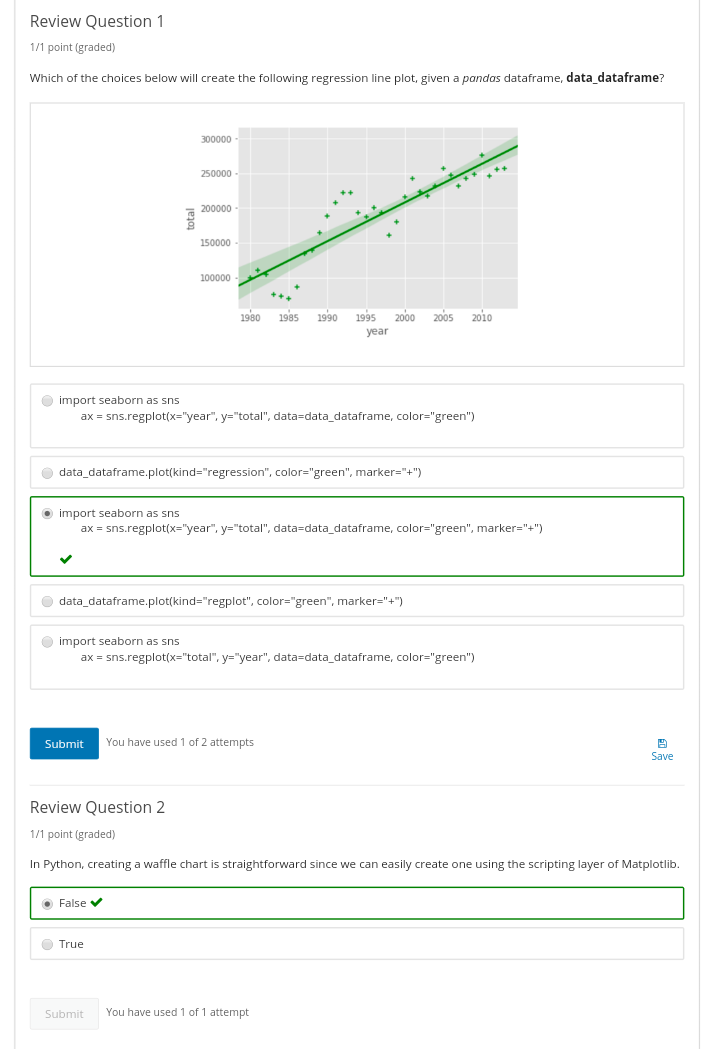 Review Question 1
1/1 point (graded)
Which of the choices below will create the following regression line plot, given a pandas dataframe, data_dataframe?
300000
250000
200000
150000
100000
total
1980 1985 1990 1995 2000 2005 2010
year
import seaborn as sns
ax = sns.regplot(x="year", y="total", data=data_dataframe, color="green")
data_dataframe.plot(kind="regression", color="green", marker="+")
import seaborn as sns
ax = sns.regplot(x="year", y="total", data=data_dataframe, color="green", marker="+")
data_dataframe.plot(kind="regplot", color="green", marker="+")
import seaborn as sns
ax = sns.regplot(x="total", y="year", data=data_dataframe, color="green")
Submit You have used 1 of 2 attempts
Save
Review Question 2
1/1 point (graded)
In Python, creating a waffle chart is straightforward since we can easily create one using the scripting layer of Matplotlib.
False
True
Submit You have used 1 of 1 attempt